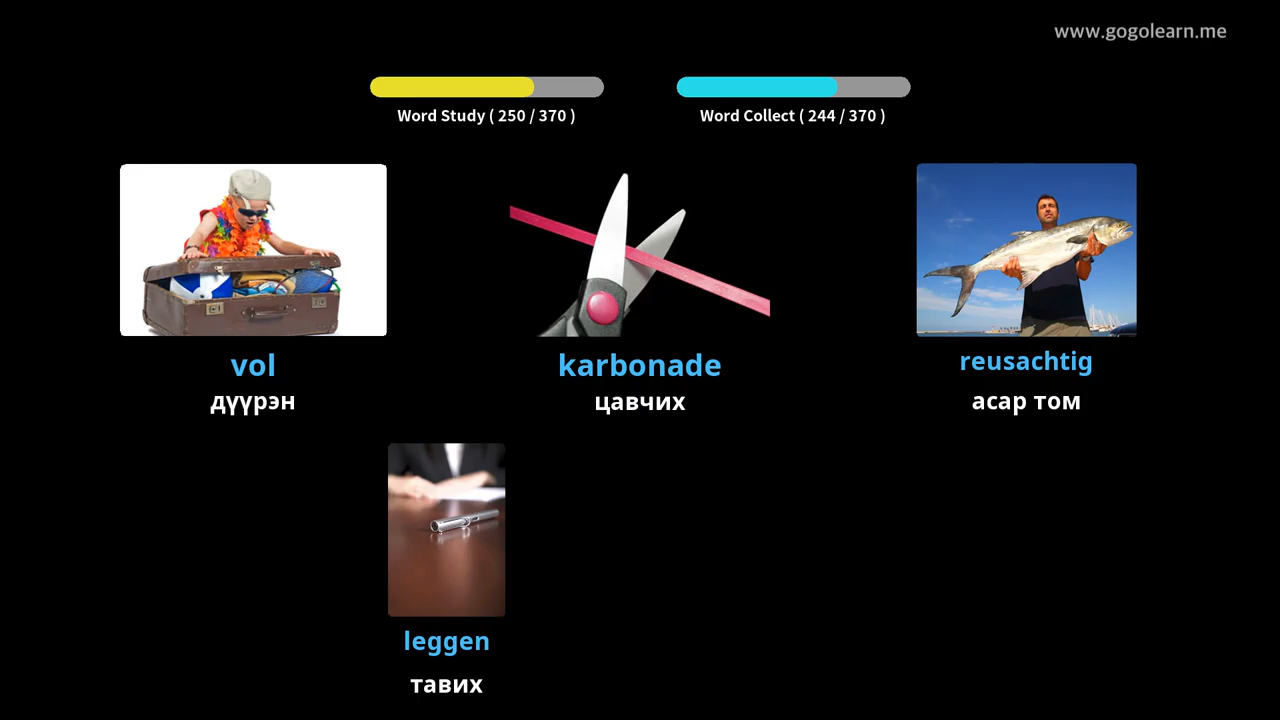 www.gogolearn.me
Word Study ( 250 / 370 )
Word Collect ( 244 / 370 )
vol
дүүрэн
karbonade
цавчих
reusachtig
асар том
leggen
тавих